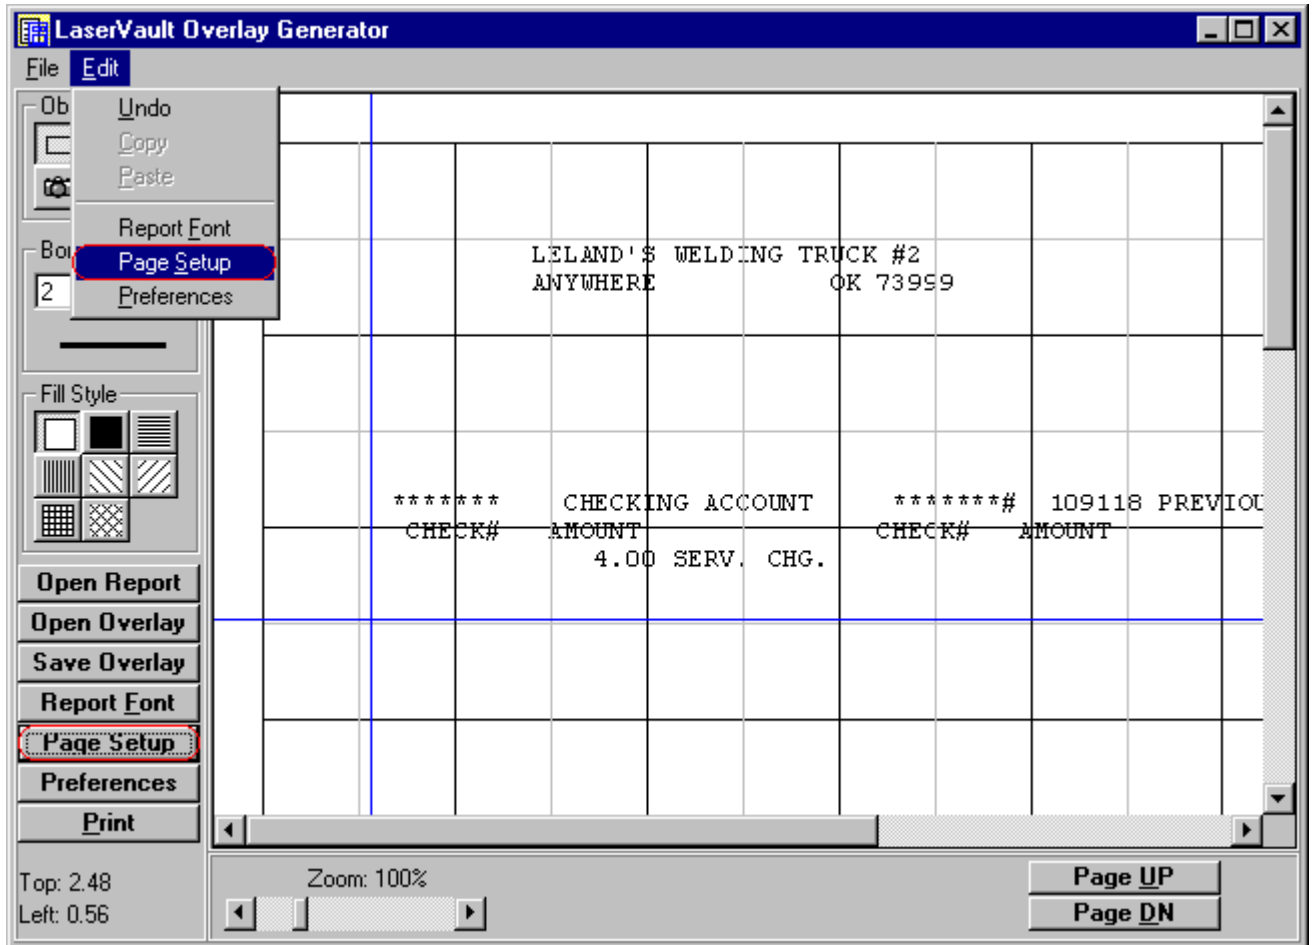 LaserVault Overlay Generator
File Edit
Ob
Undo
Copy
Paste
Report Font
Page Setup
Preferences
Bor
2
LELAND'S WELDING TRUCK #2
ANYWHERE OK 73999
Fill Style
******* CHECKING ACCOUNT *******# 109118 PREVIOU
CHECK# AMOUNT CHECK# AMOUNT
4.00 SERV. CHG.
Open Report
Open Overlay
Save Overlay
Report Font
Page Setup
Preferences
Print
Top: 2.48
Left: 0.56
Zoom: 100%
Page UP
Page DN